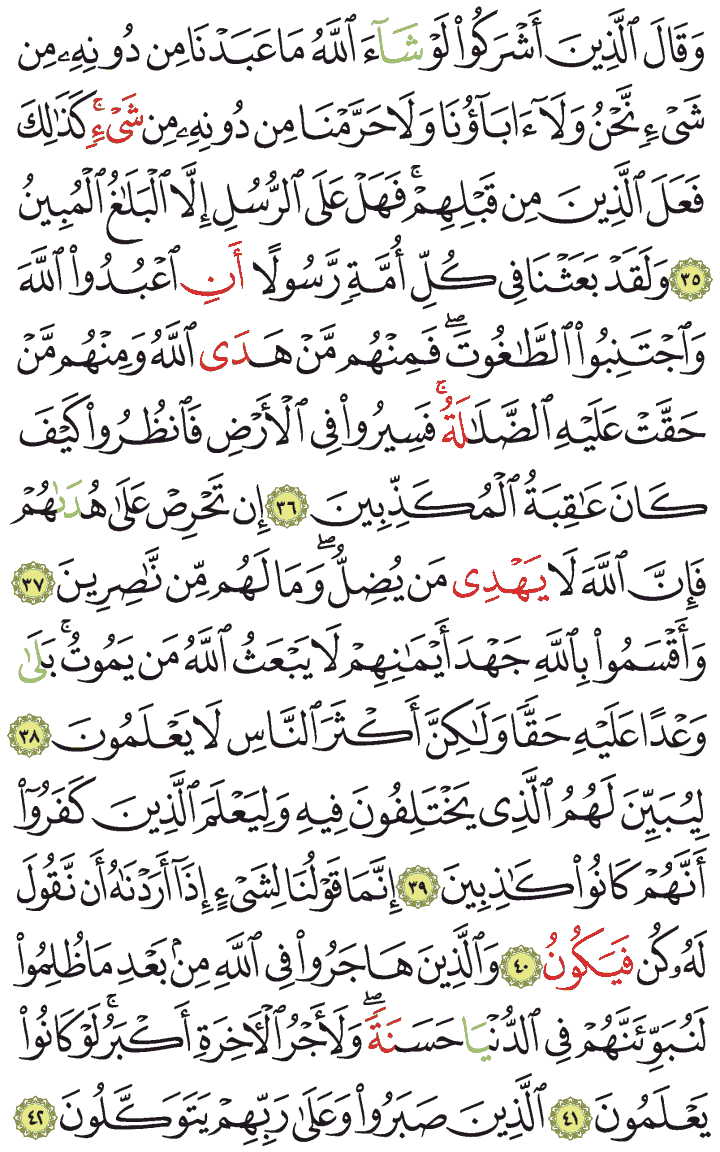 وَقَالَ ٱلَّذِينَ أَشْرَكُوا۟ لَوْ شَآءَ ٱللَّهُ مَا عَبَدْنَا مِن دُونِهِۦ مِن
شَىْءٍ نَّحْنُ وَلَآ ءَابَآؤُنَا وَلَا حَرَّمْنَا مِن دُونِهِۦ مِن شَىْءٍ ۚ كَذَٰلِكَ
فَعَلَ ٱلَّذِينَ مِن قَبْلِهِمْ ۚ فَهَلْ عَلَى ٱلرُّسُلِ إِلَّا ٱلْبَلَٰغُ ٱلْمُبِينُ
٣٥ وَلَقَدْ بَعَثْنَا فِى كُلِّ أُمَّةٍ رَّسُولًا أَنِ ٱعْبُدُوا۟ ٱللَّهَ
وَٱجْتَنِبُوا۟ ٱلطَّٰغُوتَ ۖ فَمِنْهُم مَّنْ هَدَى ٱللَّهُ وَمِنْهُم مَّنْ
حَقَّتْ عَلَيْهِ ٱلضَّلَٰلَةُ ۚ فَسِيرُوا۟ فِى ٱلْأَرْضِ فَٱنظُرُوا۟ كَيْفَ
كَانَ عَٰقِبَةُ ٱلْمُكَذِّبِينَ ٣٦ إِن تَحْرِصْ عَلَىٰ هُدَىٰهُمْ
فَإِنَّ ٱللَّهَ لَا يَهْدِى مَن يُضِلُّ ۖ وَمَا لَهُم مِّن نَّٰصِرِينَ ٣٧
وَأَقْسَمُوا۟ بِٱللَّهِ جَهْدَ أَيْمَٰنِهِمْ لَا يَبْعَثُ ٱللَّهُ مَن يَمُوتُ ۚ بَلَىٰ
وَعْدًا عَلَيْهِ حَقًّا وَلَٰكِنَّ أَكْثَرَ ٱلنَّاسِ لَا يَعْلَمُونَ ٣٨
لِيُبَيِّنَ لَهُمُ ٱلَّذِى يَخْتَلِفُونَ فِيهِ وَلِيَعْلَمَ ٱلَّذِينَ كَفَرُوٓا۟
أَنَّهُمْ كَانُوا۟ كَٰذِبِينَ ٣٩ إِنَّمَا قَوْلُنَا لِشَىْءٍ إِذَآ أَرَدْنَٰهُ أَن نَّقُولَ
لَهُۥ كُن فَيَكُونُ ٤٠ وَٱلَّذِينَ هَاجَرُوا۟ فِى ٱللَّهِ مِنۢ بَعْدِ مَا ظُلِمُوا۟
لَنُبَوِّئَنَّهُمْ فِى ٱلدُّنْيَا حَسَنَةً ۖ وَلَأَجْرُ ٱلْءَاخِرَةِ أَكْبَرُ ۚ لَوْ كَانُوا۟
يَعْلَمُونَ ٤١ ٱلَّذِينَ صَبَرُوا۟ وَعَلَىٰ رَبِّهِمْ يَتَوَكَّلُونَ ٤٢